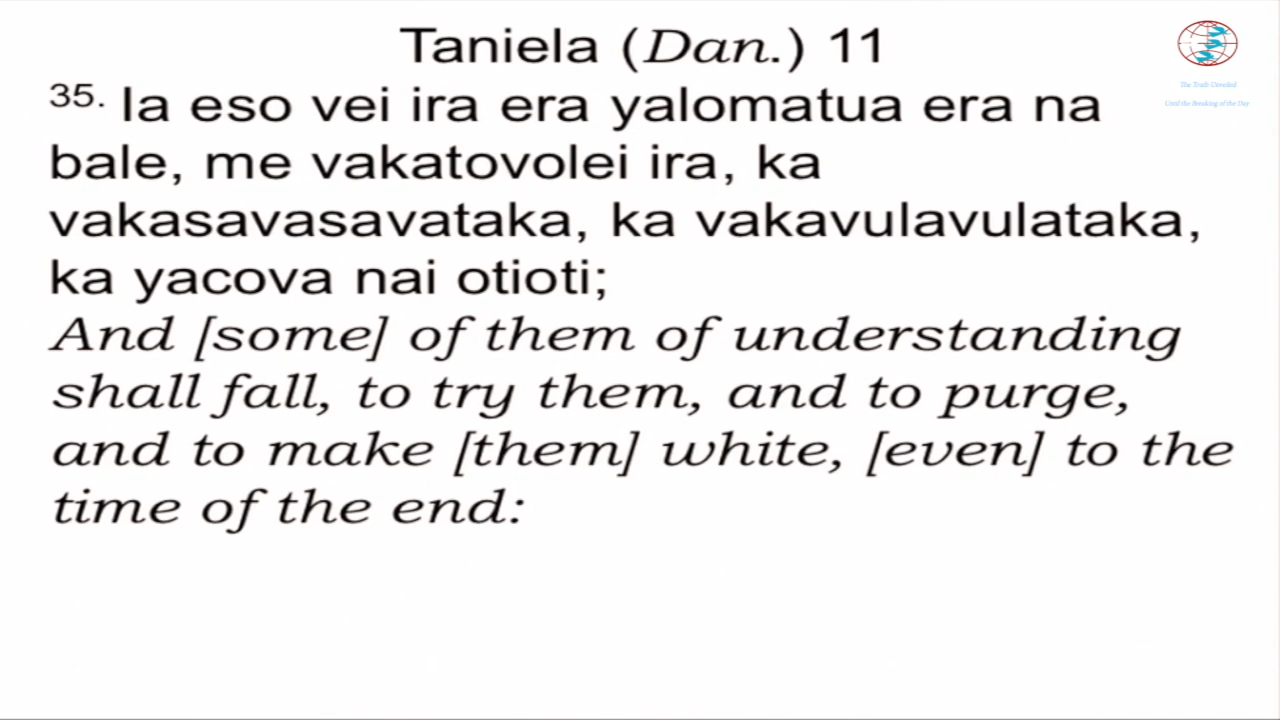 Taniela (Dan.) 11
35. Ia eso vei ira era yalomatua era na
bale, me vakatovolei ira, ka
vakasavasavataka, ka vakavulavulataka,
ka yacova nai otioti;
And [some] of them of understanding
shall fall, to try them, and to purge,
and to make [them] white, [even] to the
time of the end:
The Truth Unveiled
Until the Breaking of the Day